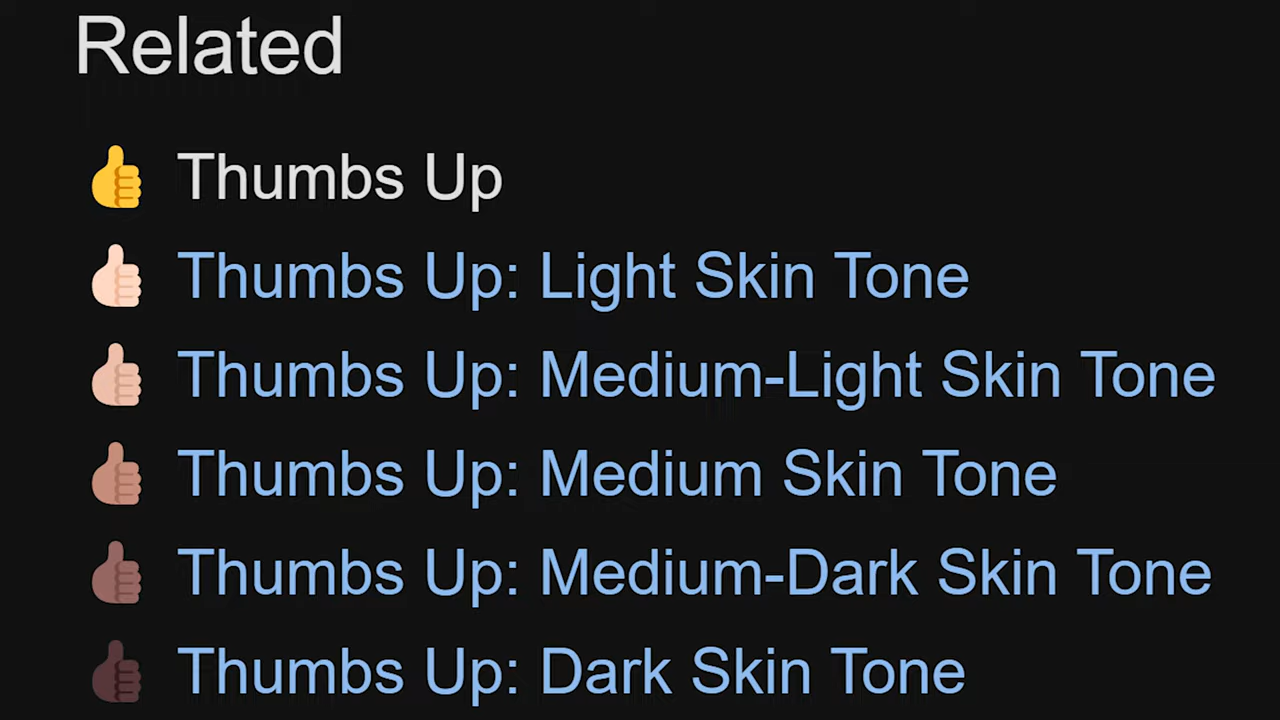 Related
Thumbs Up
Thumbs Up: Light Skin Tone
Thumbs Up: Medium-Light Skin Tone
Thumbs Up: Medium Skin Tone
Thumbs Up: Medium-Dark Skin Tone
Thumbs Up: Dark Skin Tone